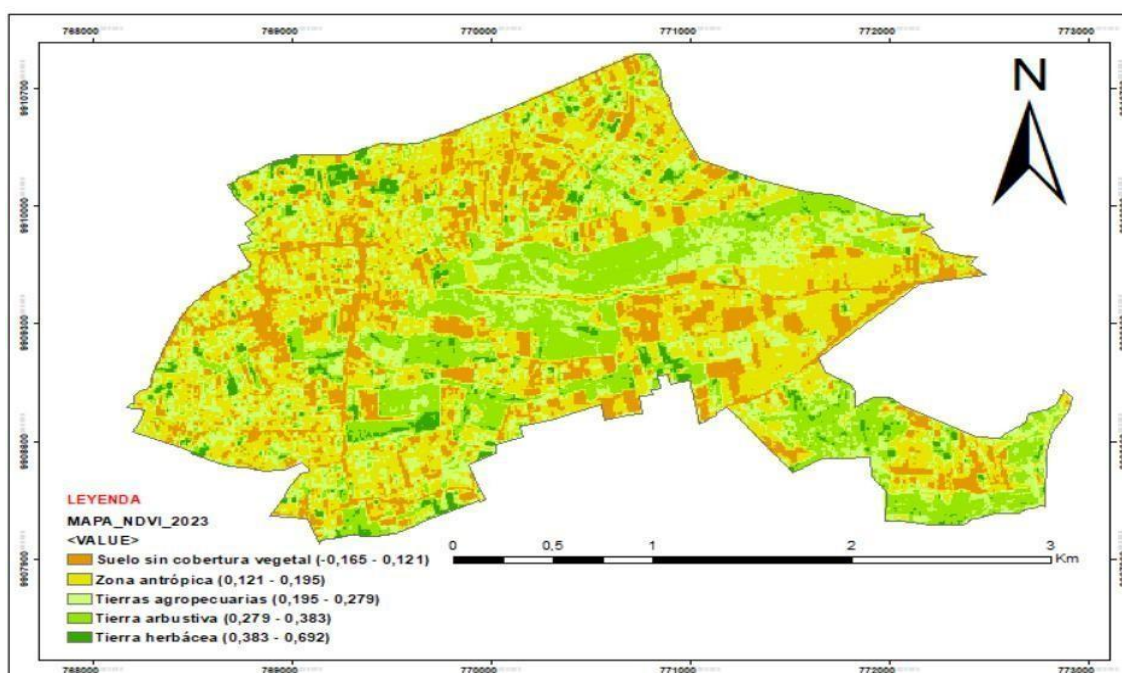 768000 769000 770000 771000 772000 773000
N
LEYENDA
MAPA_NDVI_2023
<VALUE>
Suelo sin cobertura vegetal (-0,165 - 0,121)
Zona antrópica (0,121 - 0,195)
Tierras agropecuarias (0,195 - 0,279)
Tierra arbustiva (0,279 - 0,383)
Tierra herbácea (0,383 - 0,692)
0 0,5 1 2 3
Km
768000 769000 770000 771000 772000 773000